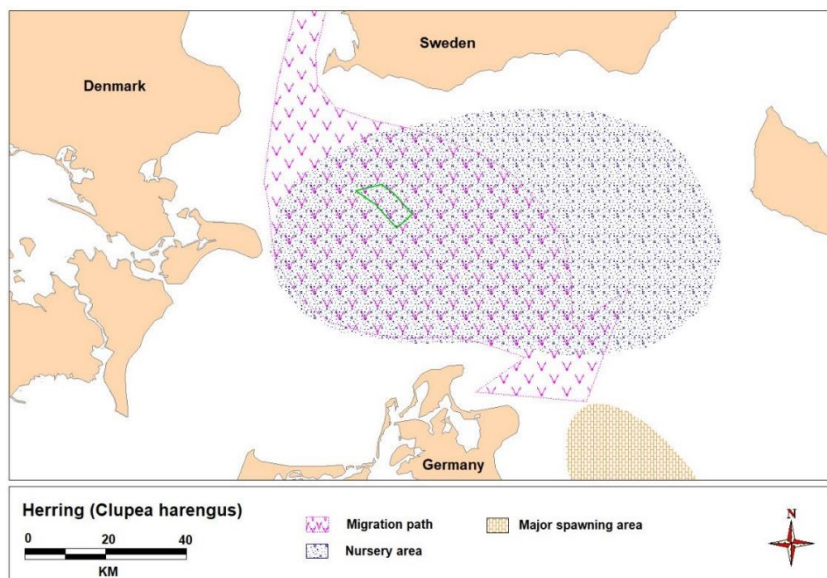 Sweden
Denmark
Germany
Herring (Clupea harengus)
0 20 40
KM
Migration path
Nursery area
Major spawning area
N